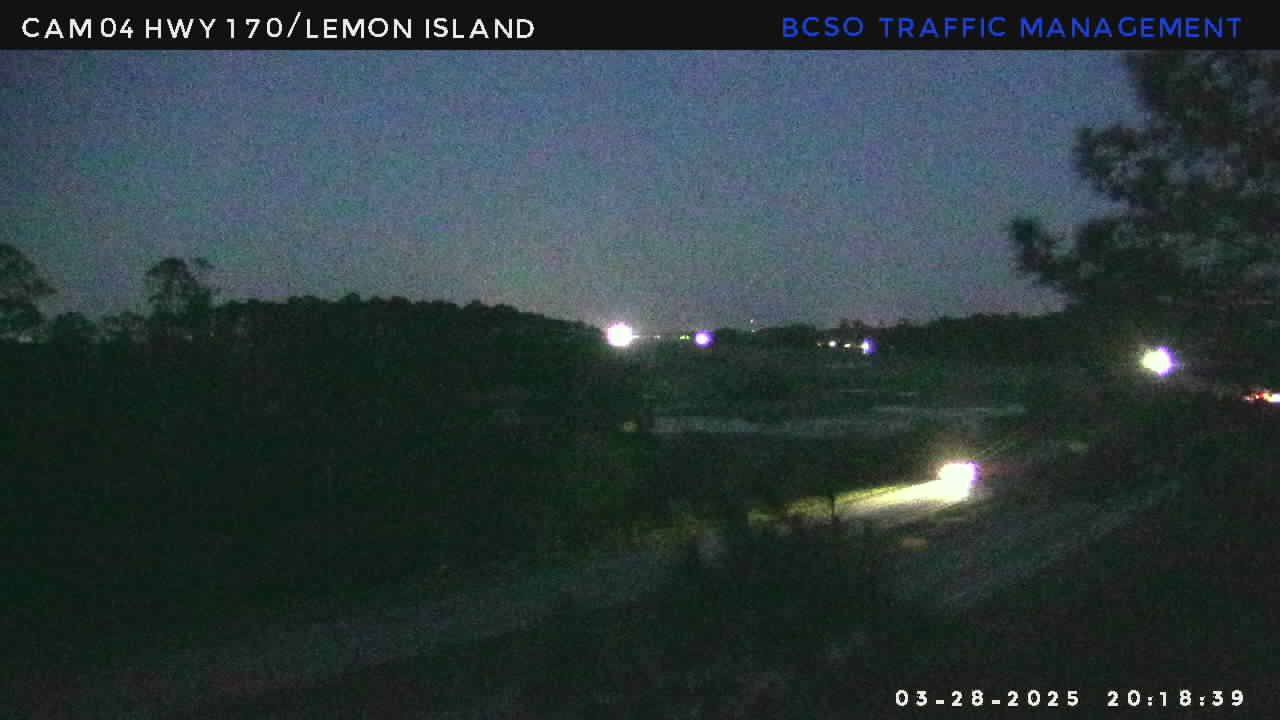 CAM04 HWY 170/LEMON ISLAND
BCSO TRAFFIC MANAGEMENT
03-28-2025 20:18:39